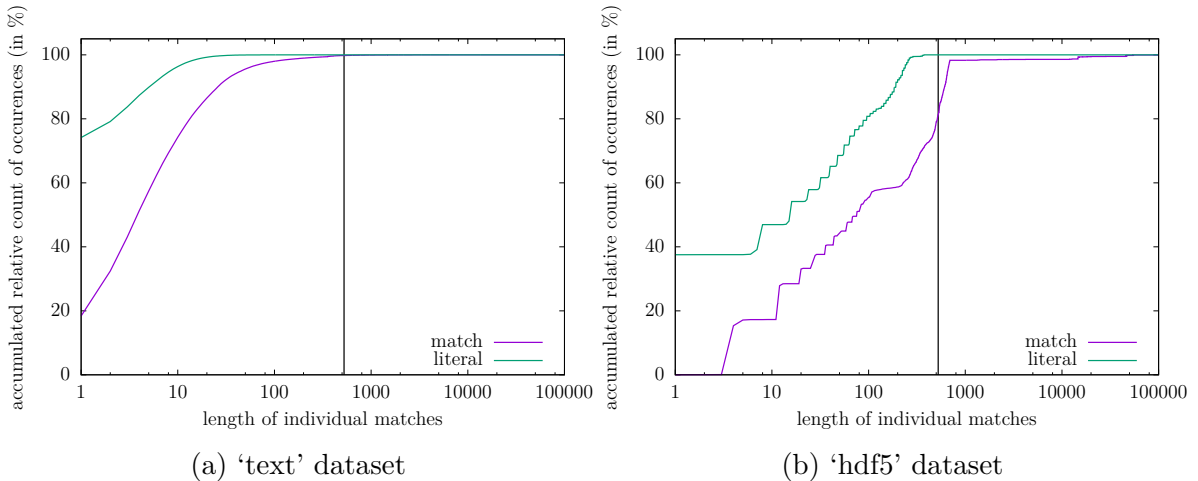 accumulated relative count of occurences (in %)
100
80
60
40
20
0
match
literal
1 10 100 1000 10000 100000
length of individual matches
(a) ‘text’ dataset
accumulated relative count of occurences (in %)
100
80
60
40
20
0
match
literal
1 10 100 1000 10000 100000
length of individual matches
(b) ‘hdf5’ dataset